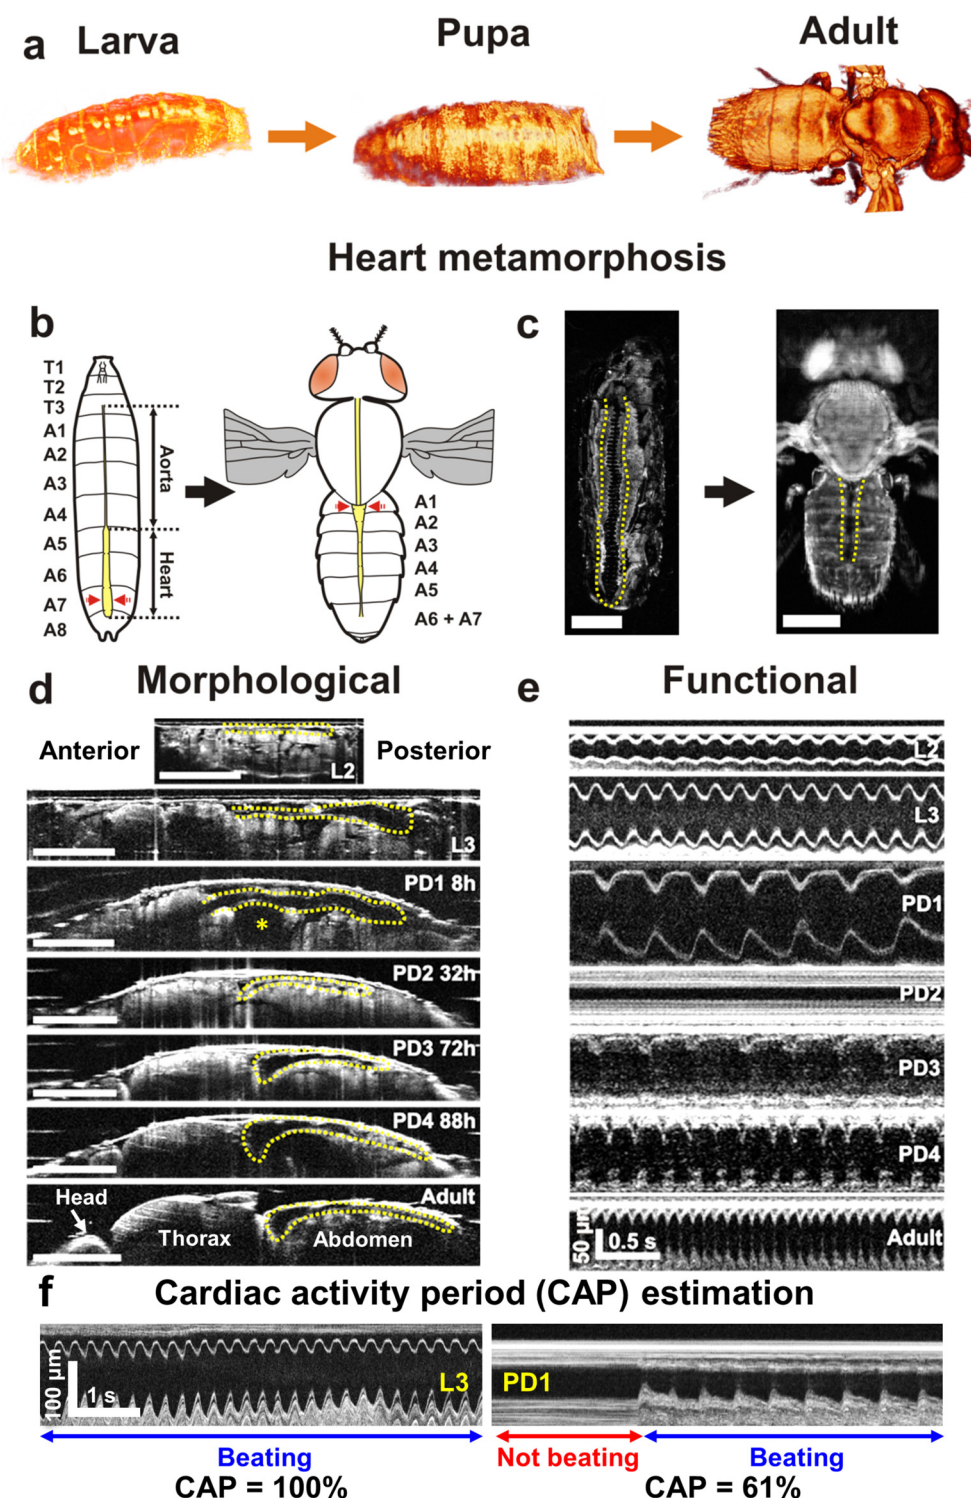 a
Larva
Pupa
Adult
Heart metamorphosis
b
T1
T2
T3
A1
A2
A3
A4
A5
A6
A7
A8
Aorta
Heart
A1
A2
A3
A4
A5
A6 + A7
c
d
Morphological
Anterior
Posterior
L2
L3
PD1 8h
*
PD2 32h
PD3 72h
PD4 88h
Adult
Head
Thorax
Abdomen
e
Functional
L2
L3
PD1
PD2
PD3
PD4
Adult
50 µm
0.5 s
f
Cardiac activity period (CAP) estimation
100 µm
1 s
L3
PD1
Beating
Not beating
Beating
CAP = 100%
CAP = 61%